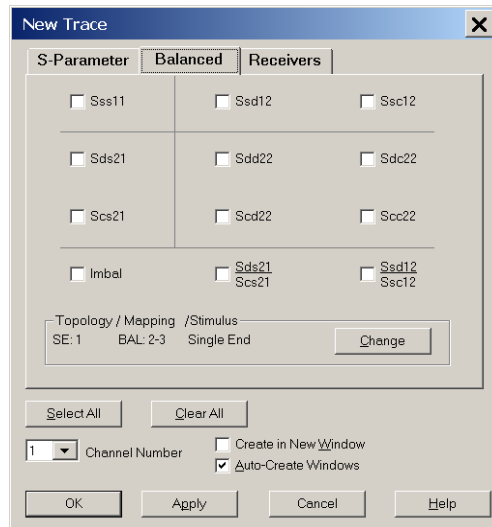 New Trace
S-Parameter Balanced Receivers
Sss11 Ssd12 Ssc12
Sds21 Sdd22 Sdc22
Scs21 Scd22 Scc22
Imbal Sds21 Ssd12
Scs21 Ssc12
Topology / Mapping /Stimulus
SE: 1 BAL: 2-3 Single End Change
Select All Clear All
1 Channel Number Create in New Window
Auto-Create Windows
OK Apply Cancel Help